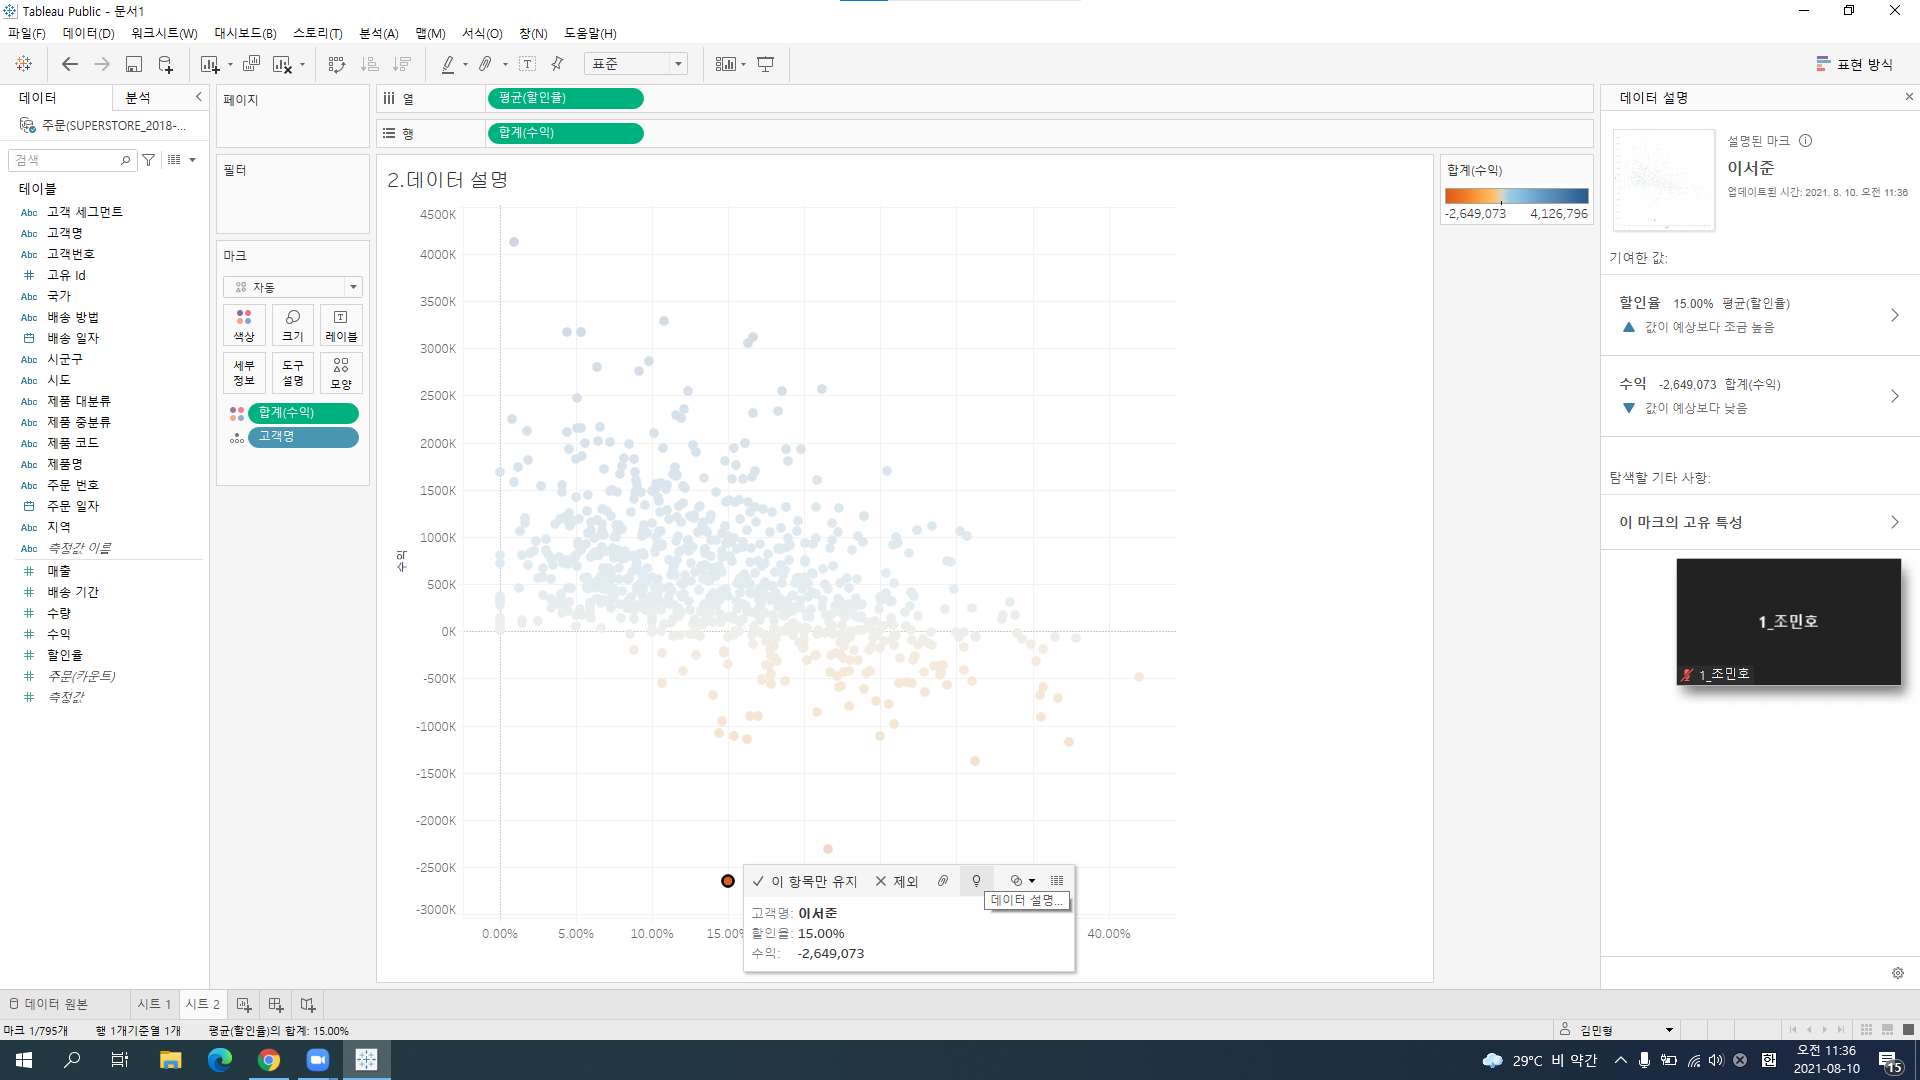 Tableau Public - 문서1
파일(F) 데이터(D) 워크시트(W) 대시보드(B) 스토리(T) 분석(A) 맵(M) 서식(O) 창(N) 도움말(H)
표준
표현 방식
데이터 분석
주문(SUPERSTORE_2018-...
검색
테이블
Abc 고객 세그먼트
Abc 고객명
Abc 고객번호
# 고유 Id
Abc 국가
Abc 배송 방법
배송 일자
Abc 시군구
Abc 시도
Abc 제품 대분류
Abc 제품 중분류
Abc 제품 코드
Abc 제품명
Abc 주문 번호
주문 일자
Abc 지역
Abc 측정값 이름
# 매출
# 배송 기간
# 수량
# 수익
# 할인율
# 주문(카운트)
# 측정값
페이지
필터
마크
자동
색상 크기 레이블
세부 정보 도구 설명 모양
합계(수익)
고객명
열 평균(할인율)
행 합계(수익)
2.데이터 설명
4500K
4000K
3500K
3000K
2500K
2000K
1500K
1000K
500K
0K
-500K
-1000K
-1500K
-2000K
-2500K
-3000K
수익
0.00% 5.00% 10.00% 15.00% 40.00%
이 항목만 유지 제외
데이터 설명...
고객명: 이서준
할인율: 15.00%
수익: -2,649,073
합계(수익)
-2,649,073 4,126,796
데이터 설명
설명된 마크
이서준
업데이트된 시간: 2021. 8. 10. 오전 11:36
기여한 값:
할인율 15.00% 평균(할인율)
값이 예상보다 조금 높음
수익 -2,649,073 합계(수익)
값이 예상보다 낮음
탐색할 기타 사항:
이 마크의 고유 특성
1_조민호
1_조민호
데이터 원본 시트 1 시트 2
마크 1/795개 행 1개기준열 1개 평균(할인율)의 합계: 15.00%
김민형
29°C 비 약간
한
오전 11:36
2021-08-10
15